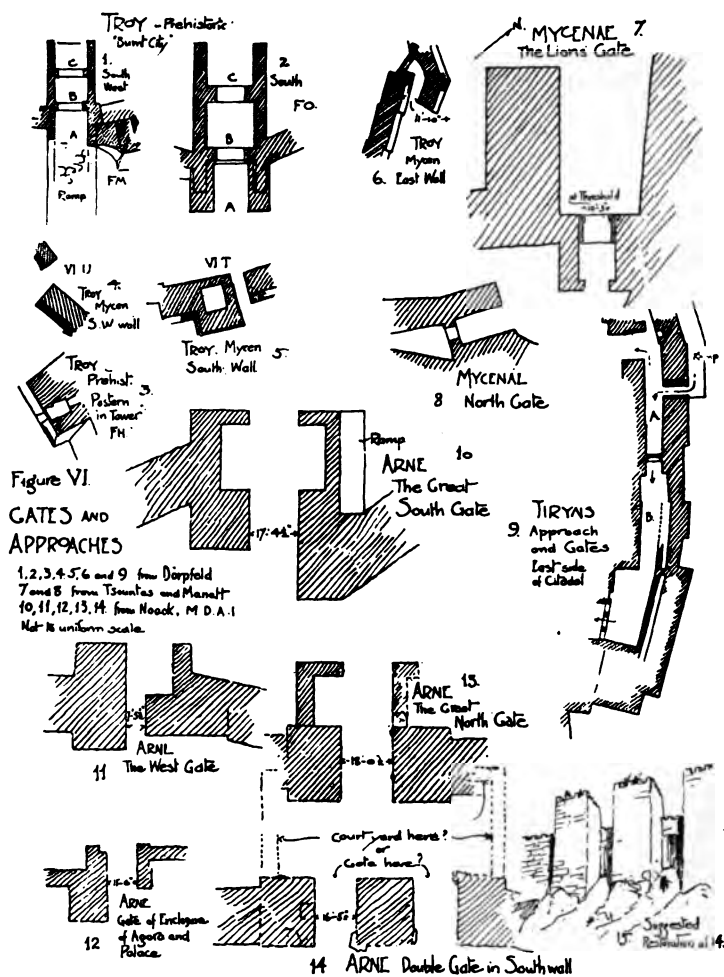 TROY - Prehistoric
"Burnt City"
1.
South
West
C
B
A
Ramp
FM
2
South
FO.
C
B
A
TROY
Mycen
6. East Wall
N.
MYCENAE 7.
The Lions Gate
at Threshold
VI U
TROY 4.
Mycen
S.W wall
VI T
TROY. Mycen 5.
South Wall
TROY
Prehist. 3.
Postern
in Tower
FH
MYCENAE
8 North Gate
Ramp
ARNE 10
The Great
South Gate
A
B.
TIRYNS
9. Approach
and Gates
East side
of Citadel
Figure VI.
GATES AND
APPROACHES
1,2,3,4,5,6 and 9 from Dörpfeld
7 and 8 from Tsountas and Manatt
10,11,12,13,14. from Noack, M D.A.I
Not to uniform scale
ARNE
11 The West Gate
ARNE 13.
The Great
North Gate
Court yard here?
or
Gate here?
ARNE
Gate of Enclosure
12 of Agora and
Palace
15. Suggested
Restoration of 14.
14 ARNE Double Gate in South wall